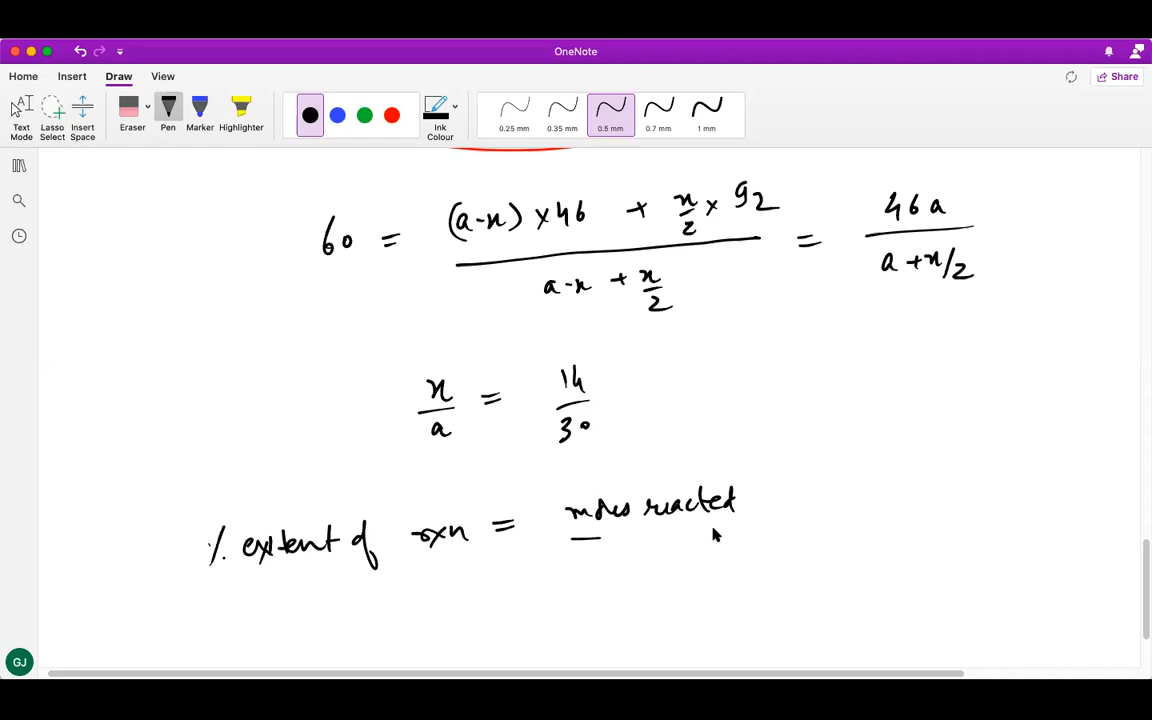 OneNote
Home Insert Draw View Share
Text Mode Lasso Select Insert Space Eraser Pen Marker Highlighter Ink Colour 0.25 mm 0.35 mm 0.5 mm 0.7 mm 1 mm
60 = ((a-x) × 46 + x/2 × 92)/(a-x + x/2) = 46a/(a+x/2)
x/a = 14/30
% extent of rxn = moles reacted
GJ